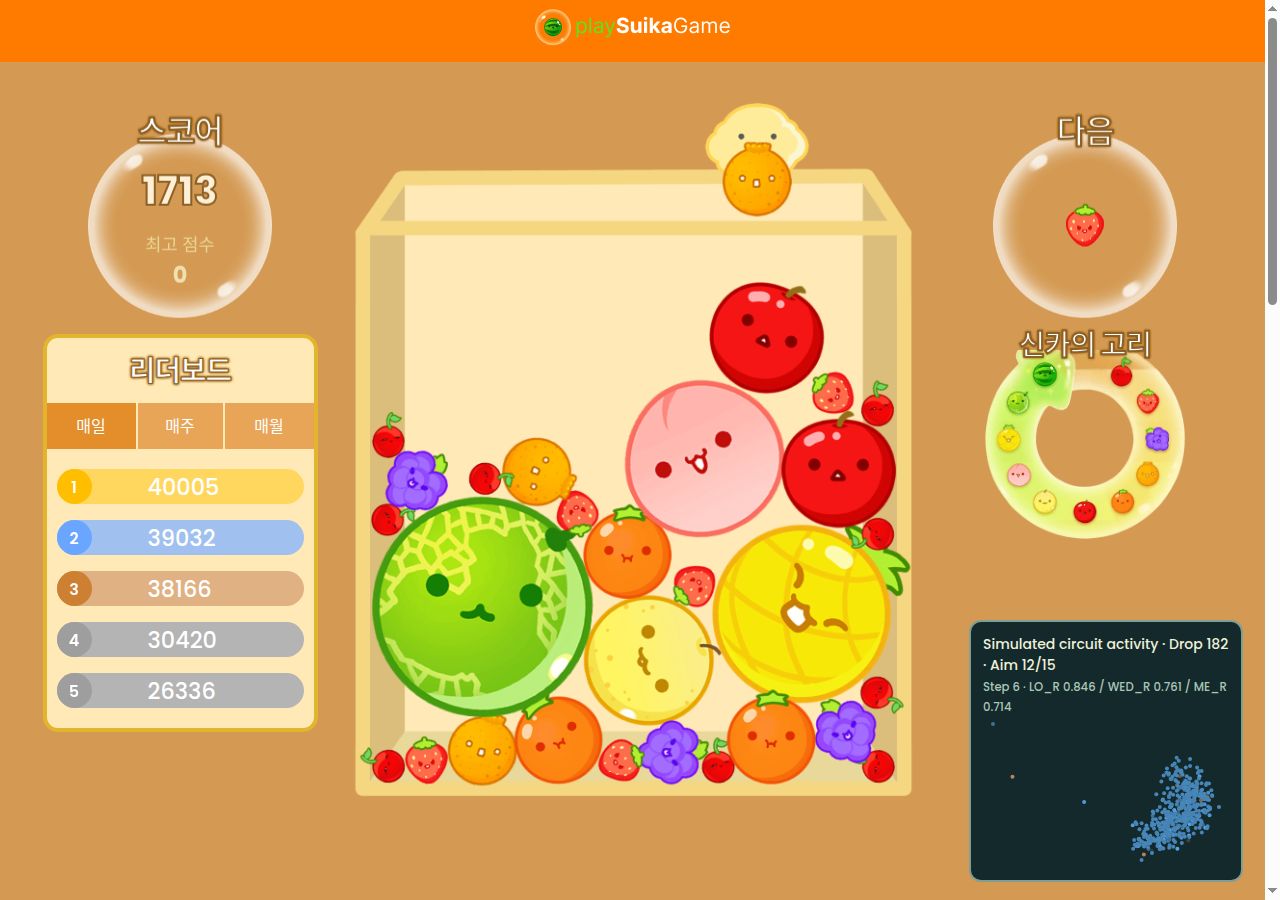 playSuikaGame
스코어
1713
최고 점수
0
리더보드
매일 매주 매월
1 40005
2 39032
3 38166
4 30420
5 26336
다음
신카의 고리
Simulated circuit activity · Drop 182
· Aim 12/15
Step 6 · LO_R 0.846 / WED_R 0.761 / ME_R
0.714